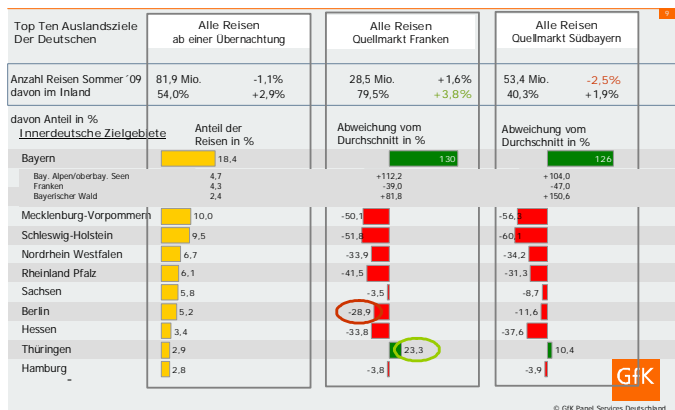 9
Top Ten Auslandsziele
Der Deutschen
Alle Reisen
ab einer Übernachtung
Alle Reisen
Quellmarkt Franken
Alle Reisen
Quellmarkt Südbayern
Anzahl Reisen Sommer ´09 81,9 Mio. -1,1% 28,5 Mio. +1,6% 53,4 Mio. -2,5%
davon im Inland 54,0% +2,9% 79,5% +3,8% 40,3% +1,9%
davon Anteil in %
Innerdeutsche Zielgebiete
Anteil der
Reisen in %
Abweichung vom
Durchschnitt in %
Abweichung vom
Durchschnitt in %
Bayern 18,4 130 126
Bay. Alpen/oberbay. Seen 4,7 +112,2 +104,0
Franken 4,3 -39,0 -47,0
Bayerischer Wald 2,4 +81,8 +150,6
Mecklenburg-Vorpommern 10,0 -50,1 -56,3
Schleswig-Holstein 9,5 -51,8 -60,1
Nordrhein Westfalen 6,7 -33,9 -34,2
Rheinland Pfalz 6,1 -41,5 -31,3
Sachsen 5,8 -3,5 -8,7
Berlin 5,2 -28,9 -11,6
Hessen 3,4 -33,8 -37,6
Thüringen 2,9 23,3 10,4
Hamburg 2,8 -3,8 -3,9
-
GfK
© GfK Panel Services Deutschland